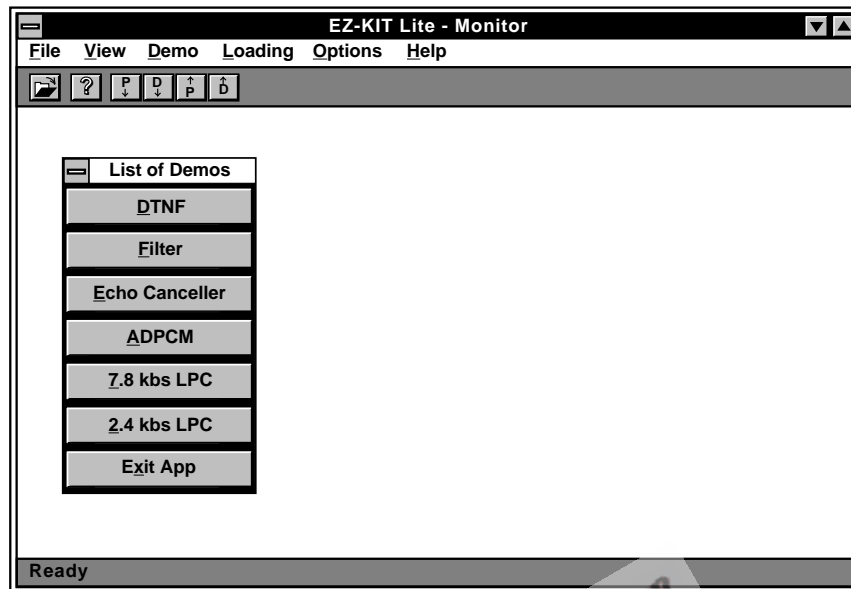 EZ-KIT Lite - Monitor
File View Demo Loading Options Help
? P D P D
List of Demos
DTNF
Filter
Echo Canceller
ADPCM
7.8 kbs LPC
2.4 kbs LPC
Exit App
Ready